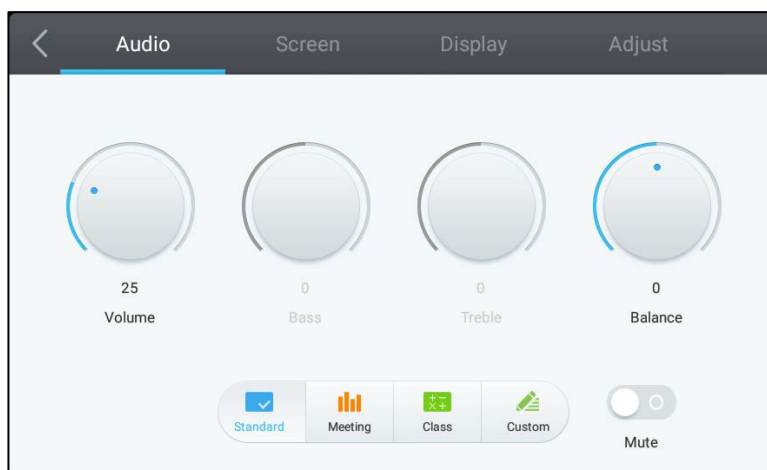 Audio Screen Display Adjust
25 0 0 0
Volume Bass Treble Balance
Standard Meeting Class Custom
Mute